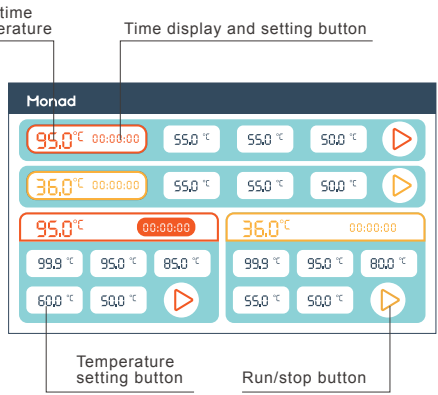 time
erature
Time display and setting button
Monad
95.0°C 00:00:00 55.0 °C 55.0 °C 50.0 °C
36.0°C 00:00:00 55.0 °C 55.0 °C 50.0 °C
95.0°C 00:00:00 36.0°C 00:00:00
99.9 °C 95.0 °C 85.0 °C 99.9 °C 95.0 °C 80.0 °C
60.0 °C 50.0 °C 55.0 °C 50.0 °C
Temperature
setting button
Run/stop button